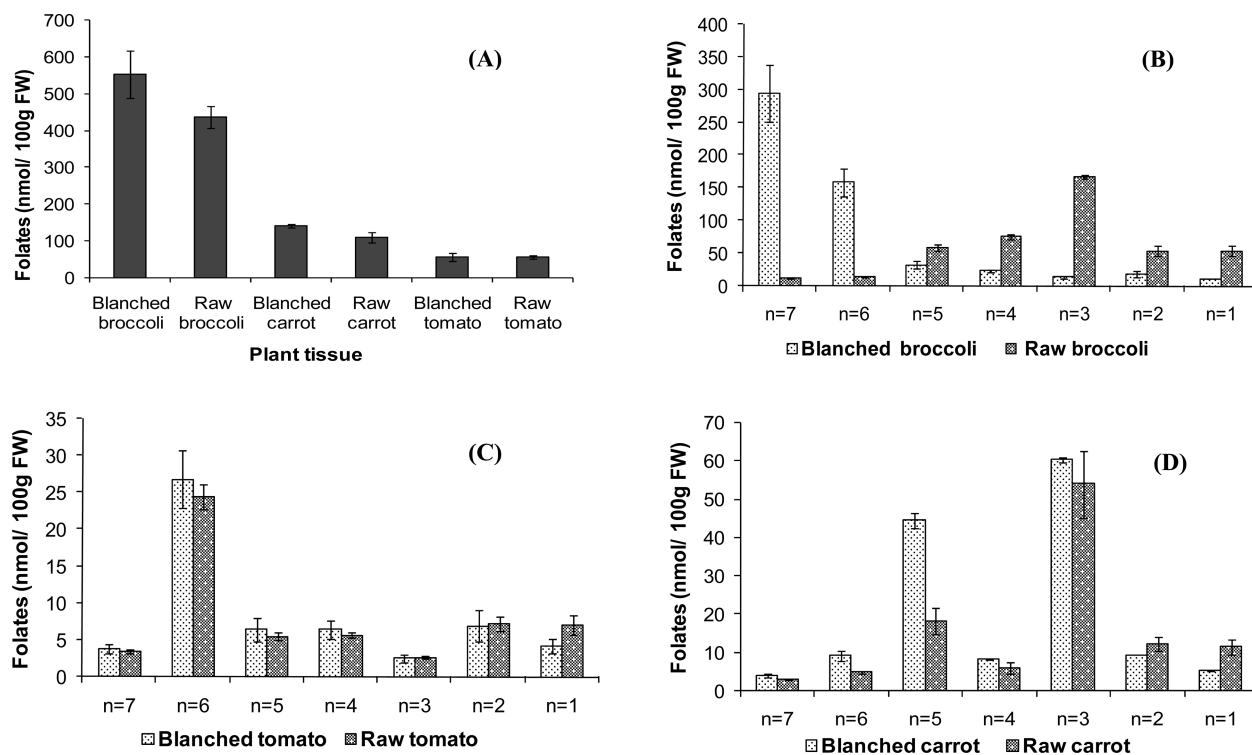 Folates (nmol/ 100g FW)
700
600
500
400
300
200
100
0
(A)
Blanched broccoli
Raw broccoli
Blanched carrot
Raw carrot
Blanched tomato
Raw tomato
Plant tissue
Folates (nmol/ 100g FW)
400
350
300
250
200
150
100
50
0
(B)
n=7 n=6 n=5 n=4 n=3 n=2 n=1
Blanched broccoli Raw broccoli
Folates (nmol/ 100g FW)
35
30
25
20
15
10
5
0
(C)
n=7 n=6 n=5 n=4 n=3 n=2 n=1
Blanched tomato Raw tomato
Folates (nmol/ 100g FW)
70
60
50
40
30
20
10
0
(D)
n=7 n=6 n=5 n=4 n=3 n=2 n=1
Blanched carrot Raw carrot